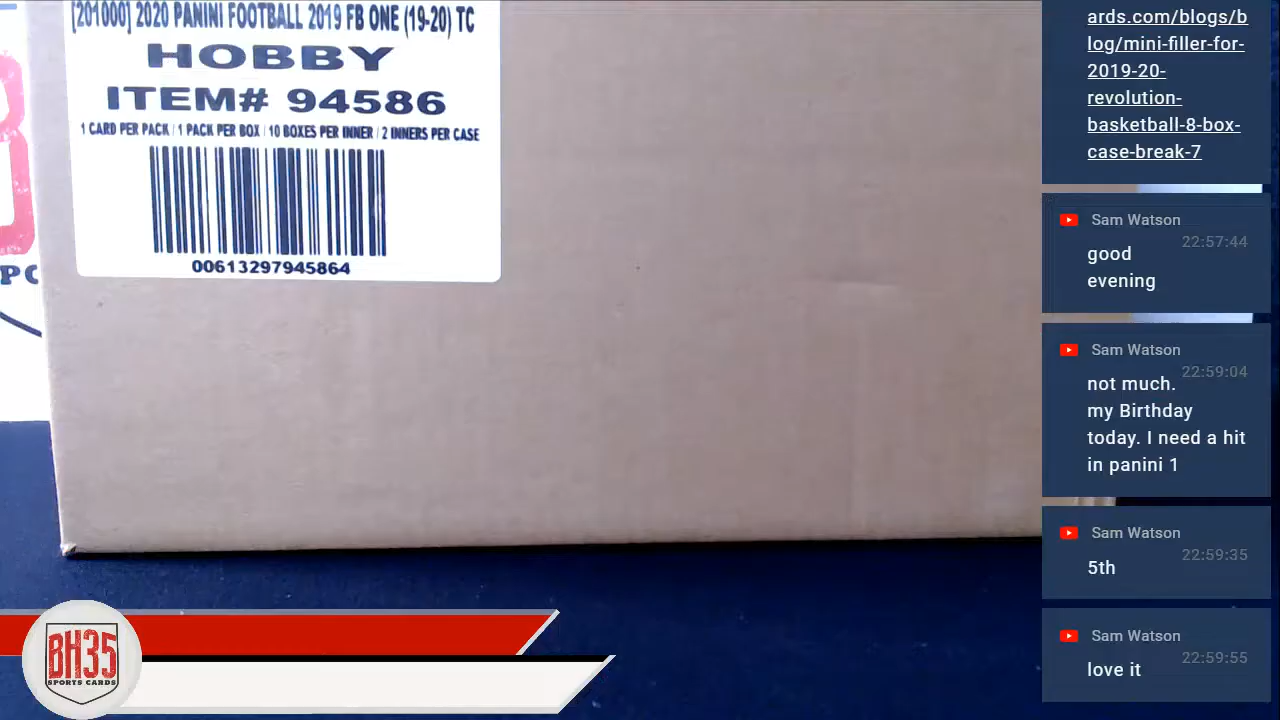 [201000] 2020 PANINI FOOTBALL 2019 FB ONE (19-20) TC
HOBBY
ITEM# 94586
1 CARD PER PACK / 1 PACK PER BOX / 10 BOXES PER INNER / 2 INNERS PER CASE
00613297945864
PO
BH35
SPORTS CARDS
ards.com/blogs/b
log/mini-filler-for-
2019-20-
revolution-
basketball-8-box-
case-break-7
Sam Watson
22:57:44
good
evening
Sam Watson
22:59:04
not much.
my Birthday
today. I need a hit
in panini 1
Sam Watson
22:59:35
5th
Sam Watson
22:59:55
love it